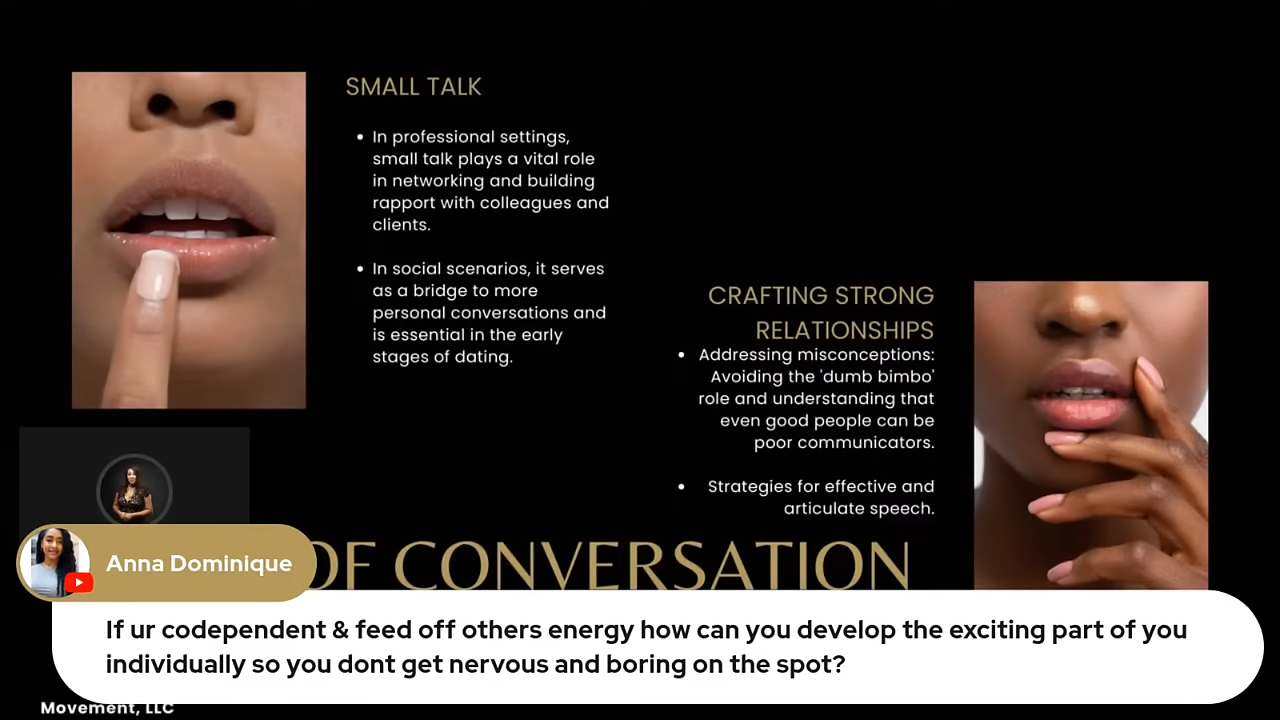 SMALL TALK
• In professional settings,
small talk plays a vital role
in networking and building
rapport with colleagues and
clients.
• In social scenarios, it serves
as a bridge to more
personal conversations and
is essential in the early
stages of dating.
CRAFTING STRONG
RELATIONSHIPS
• Addressing misconceptions:
Avoiding the 'dumb bimbo'
role and understanding that
even good people can be
poor communicators.
• Strategies for effective and
articulate speech.
OF CONVERSATION
Anna Dominique
If ur codependent & feed off others energy how can you develop the exciting part of you
individually so you dont get nervous and boring on the spot?
Movement, LLC